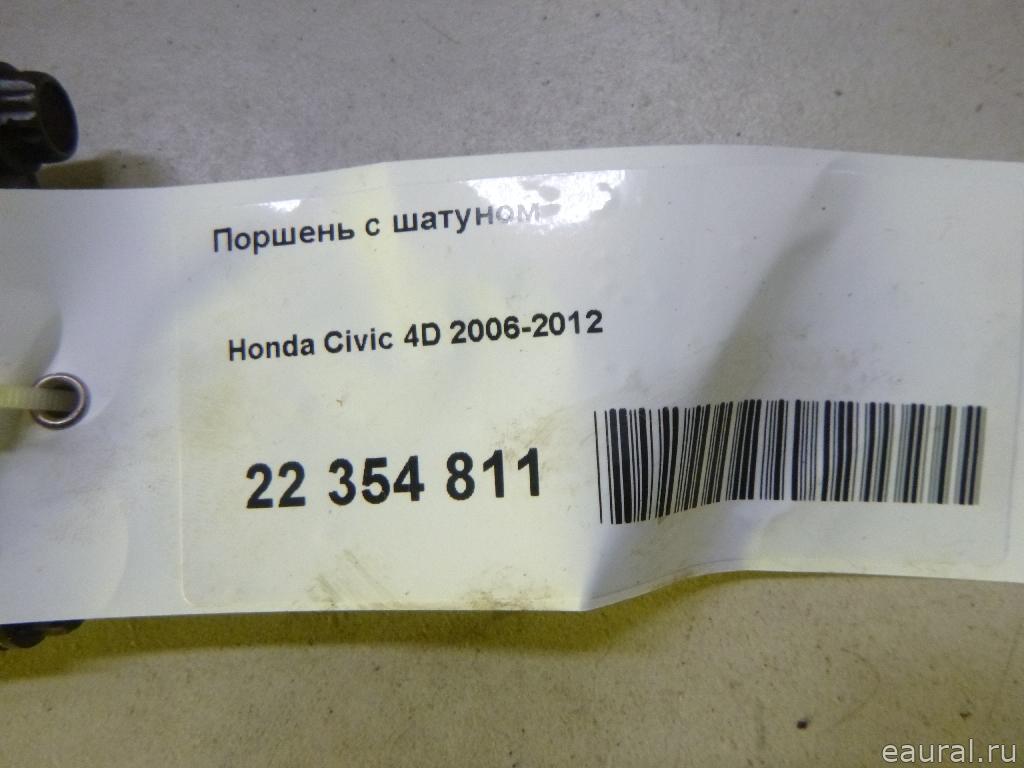 Поршень с шатуном
Honda Civic 4D 2006-2012
22 354 811
eaural.ru